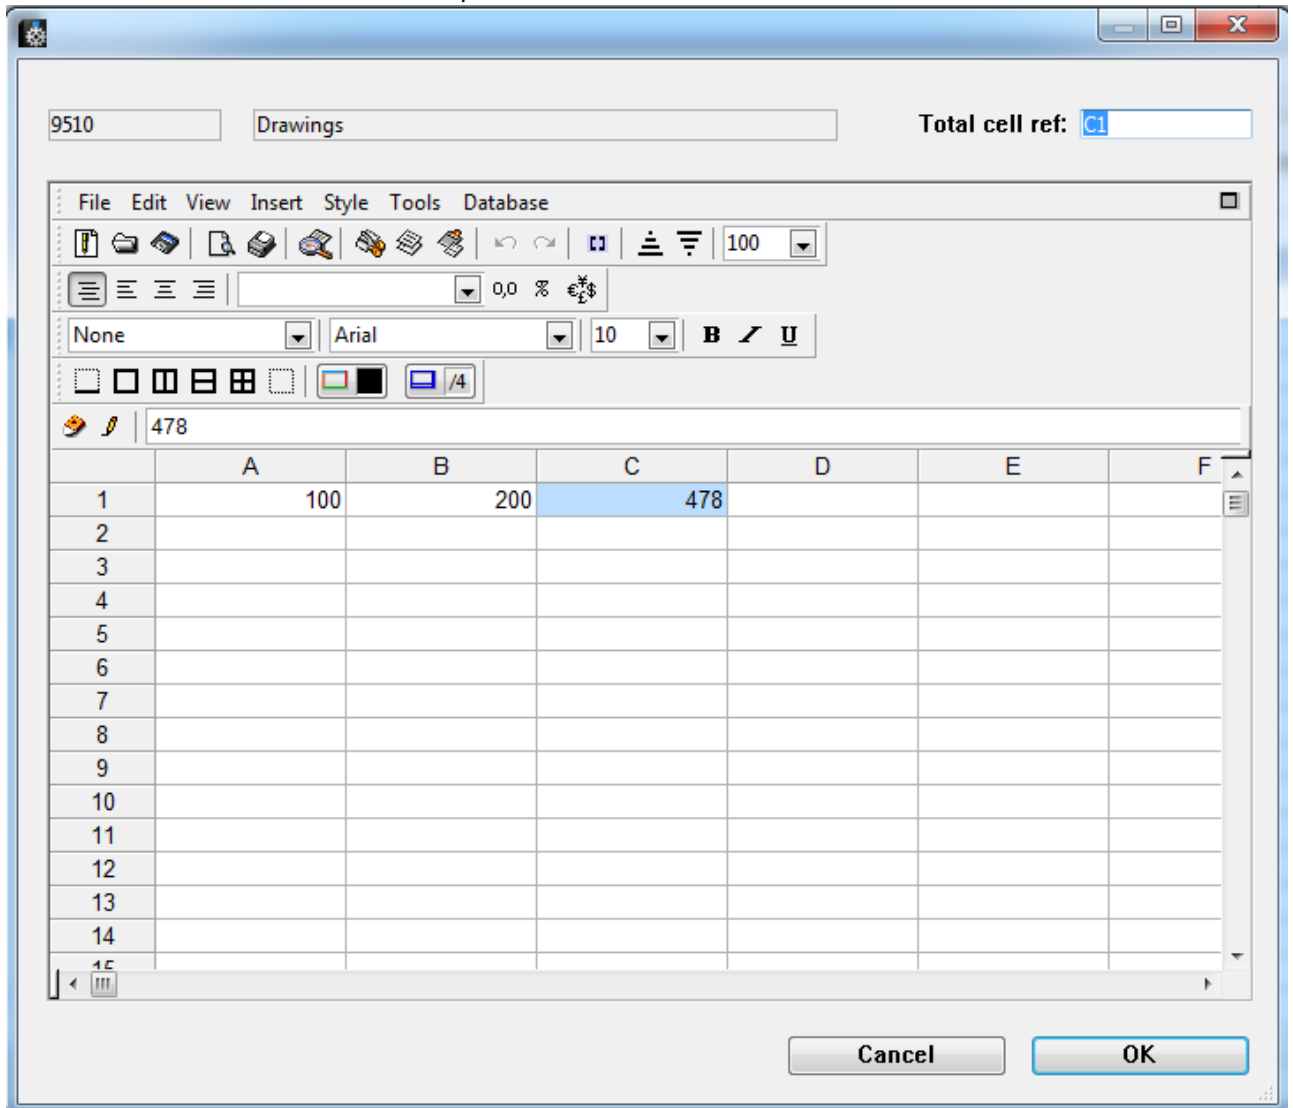 9510 Drawings Total cell ref: C1
File Edit View Insert Style Tools Database
100
0,0 % €¥£$
None Arial 10 B I U
/4
478
A B C D E F
1 100 200 478
2
3
4
5
6
7
8
9
10
11
12
13
14
15
Cancel OK